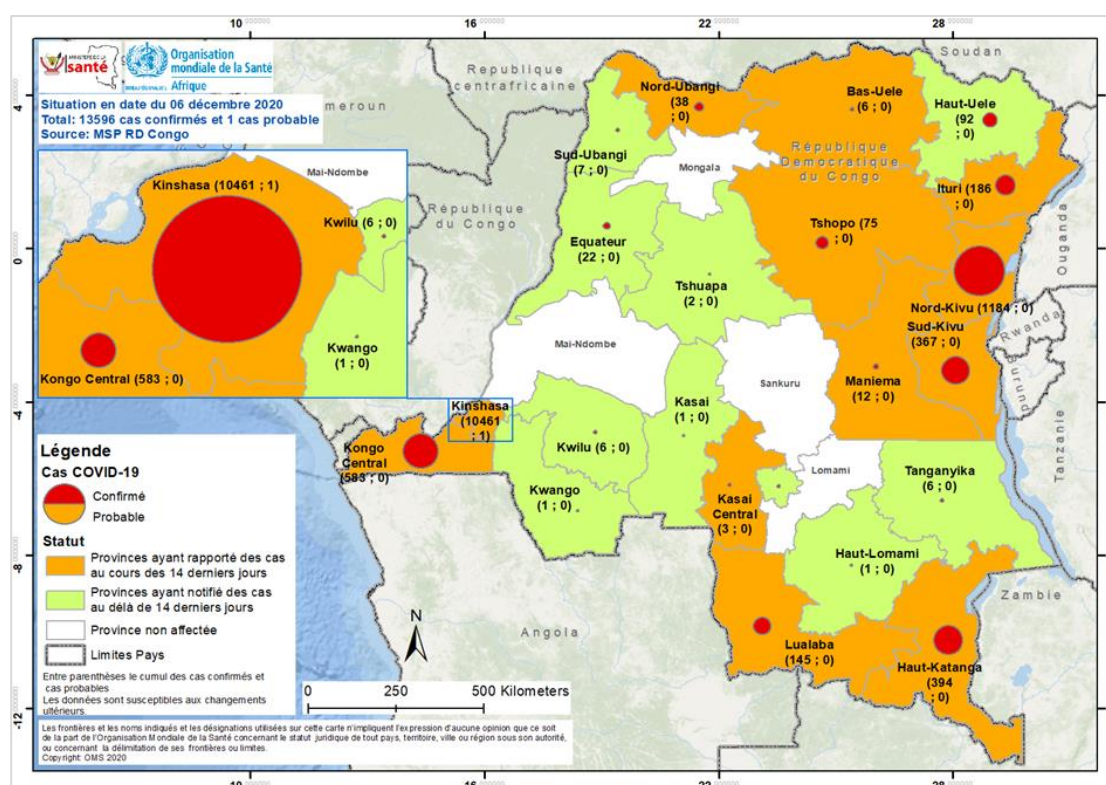 10
16
22
28
MINISTERE DE LA
santé
Organisation
mondiale de la Santé
Afrique
Situation en date du 06 décembre 2020
Total: 13596 cas confirmés et 1 cas probable
Source: MSP RD Congo
Mai-Ndombe
Kinshasa (10461 ; 1)
Kwilu (6 ; 0)
Kwango
(1 ; 0)
Kongo Central (583 ; 0)
Soudan
République
centrafricaine
ameroun
République
du Congo
République
Démocratique
du Congo
Ouganda
Rwanda
Burundi
Tanzanie
Zambie
Angola
Nord-Ubangi
(38
; 0)
Bas-Uele
(6 ; 0)
Haut-Uele
(92
; 0)
Sud-Ubangi
(7 ; 0)
Mongala
Ituri (186
; 0)
Tshopo (75
; 0)
Equateur
(22 ; 0)
Tshuapa
(2 ; 0)
Nord-Kivu (1184 ; 0)
Sud-Kivu
(367 ; 0)
Mai-Ndombe
Sankuru
Maniema
(12 ; 0)
Kinshasa
(10461
; 1)
Kasai
(1 ; 0)
Kongo
Central
(583 ; 0)
Kwilu (6 ; 0)
Kwango
(1 ; 0)
Lomami
Kasai
Central
(3 ; 0)
Tanganyika
(6 ; 0)
Haut-Lomami
(1 ; 0)
Lualaba
(145 ; 0)
Haut-Katanga
(394
; 0)
4
0
-4
-8
-12
Légende
Cas COVID-19
Confirmé
Probable
Statut
Provinces ayant rapporté des cas
au cours des 14 derniers jours
Provinces ayant notifié des cas
au délà de 14 derniers jours
Province non affectée
Limites Pays
Entre parenthèses le cumul des cas confirmés et
cas probables
Les données sont susceptibles aux changements
ultérieurs.
N
0 250 500 Kilometers
Les frontières et les noms indiqués et les désignations utilisées sur cette carte n'impliquent l'expression d'aucune opinion que ce soit
de la part de l'Organisation Mondiale de la Santé concernant le statut juridique de tout pays, territoire, ville ou région sous son autorité,
ou concernant la délimitation de ses frontières ou limites.
Copyright: OMS 2020
10
16
22
28